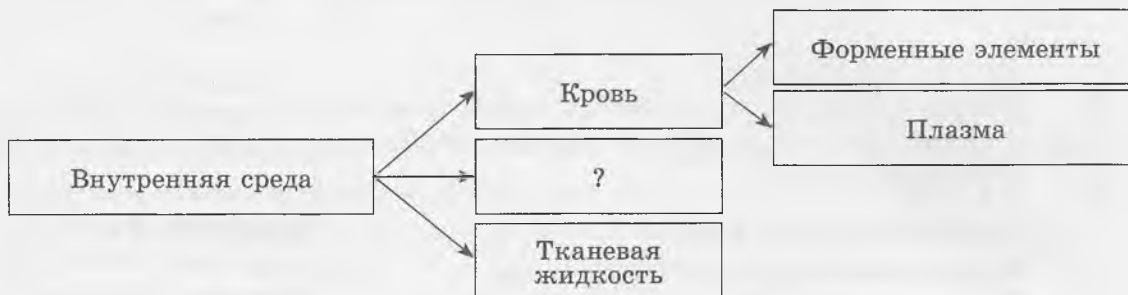 Форменные элементы
Кровь
Плазма
Внутренняя среда
?
Тканевая
жидкость